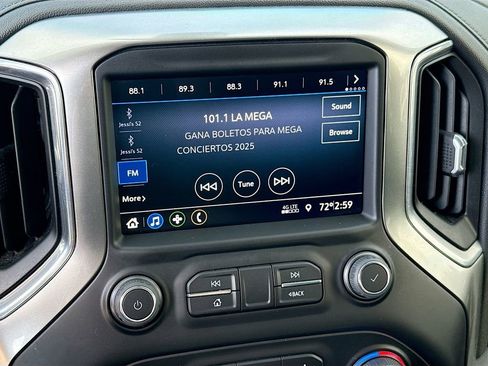 88.1 89.3 88.3 91.1 91.5
Jessi's S2
101.1 LA MEGA
Sound
GANA BOLETOS PARA MEGA
CONCIERTOS 2025
Browse
Jessi's S2
FM
Tune
More
4G LTE
72° 2:59
BACK